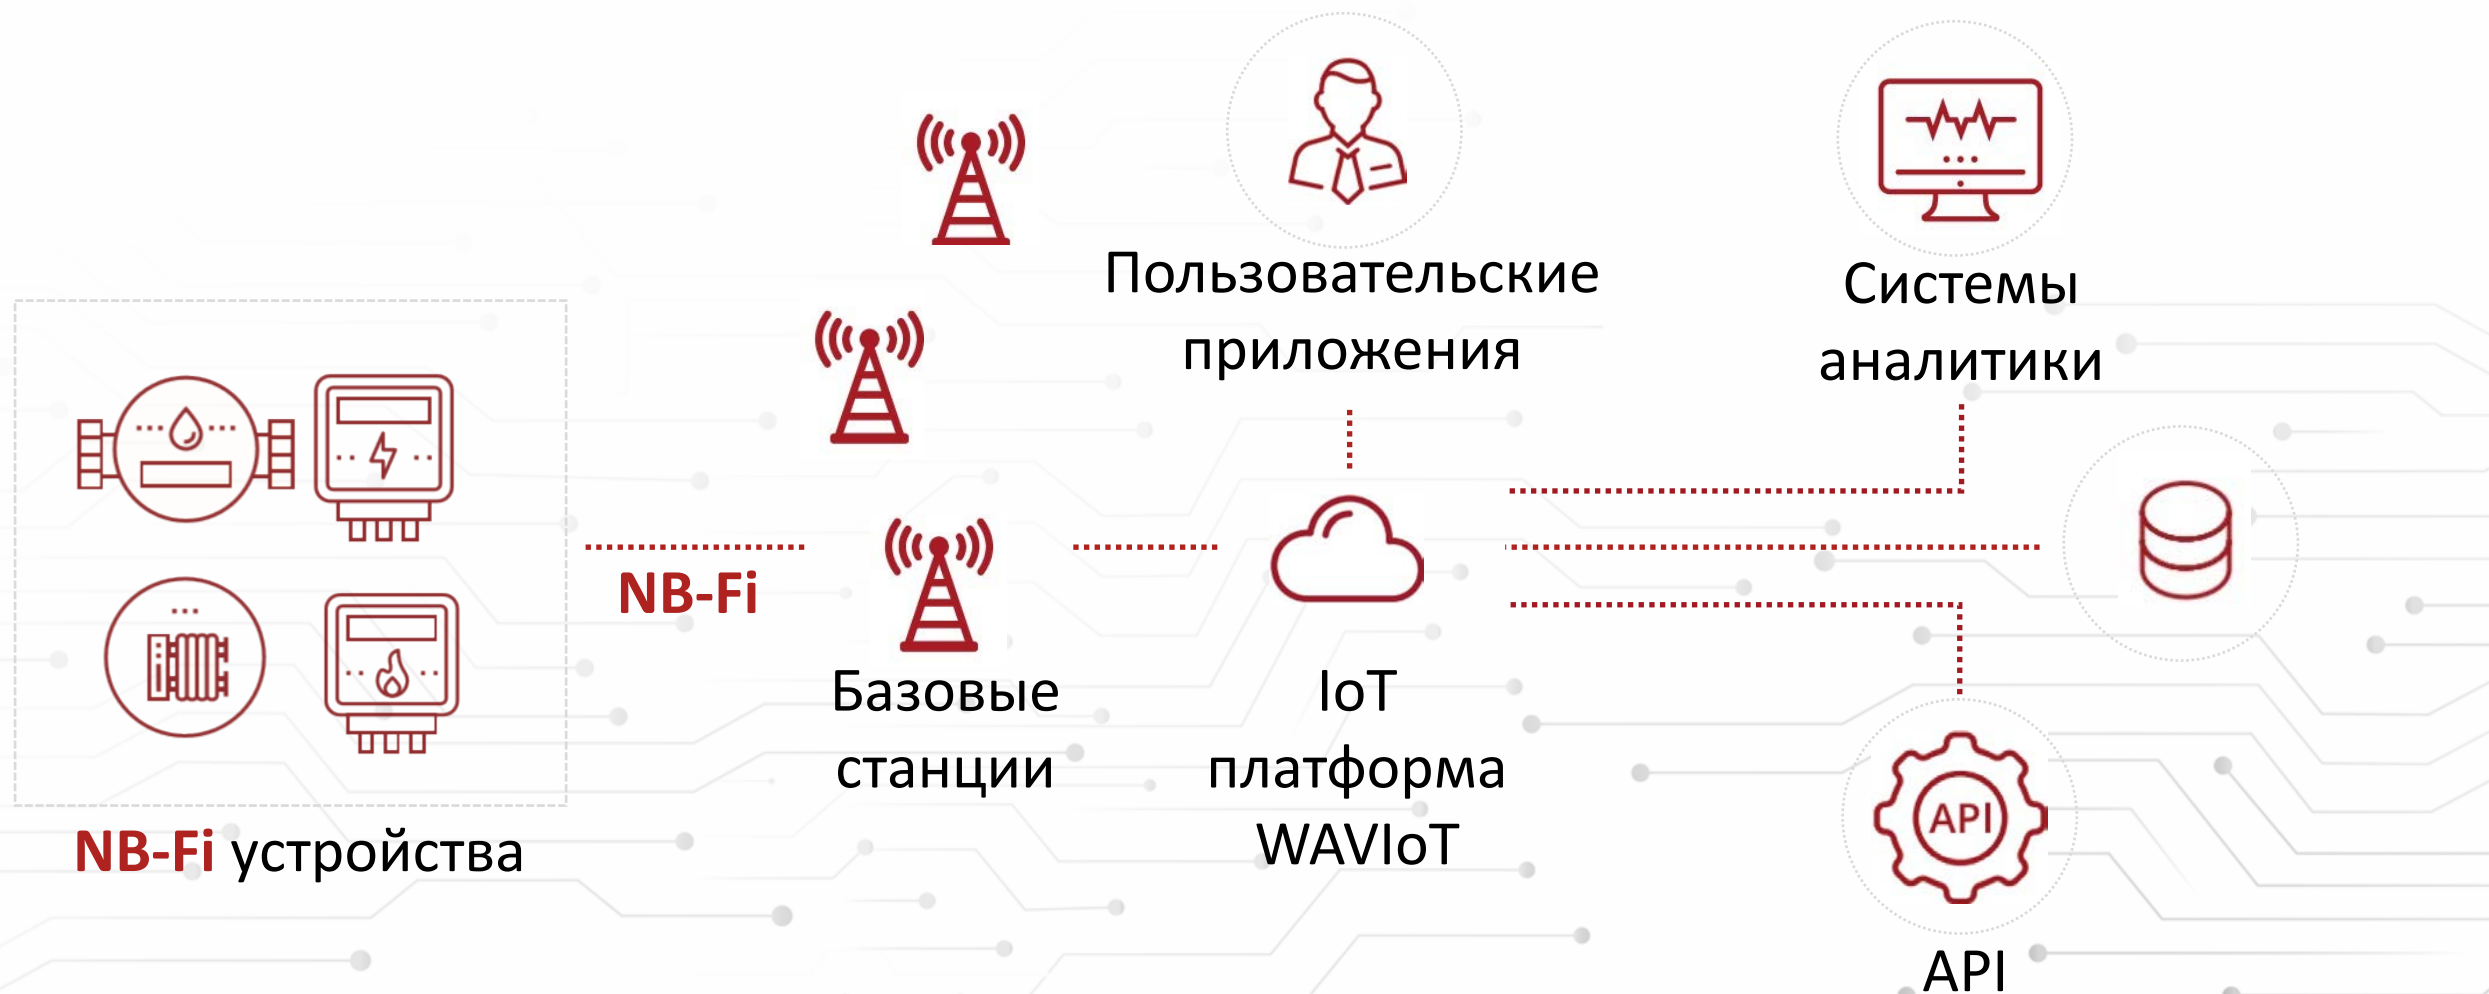 Пользовательские
приложения
Системы
аналитики
NB-Fi
Базовые
станции
IoT
платформа
WAVIoT
NB-Fi устройства
API
API